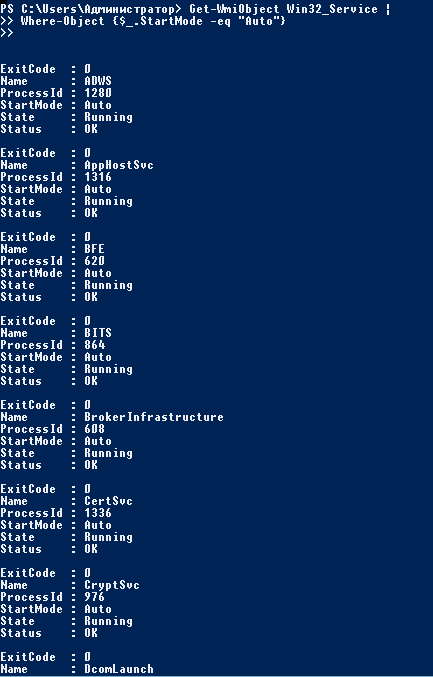 PS C:\Users\Администратор> Get-WmiObject Win32_Service |
>> Where-Object {$_.StartMode -eq "Auto"}
>>
ExitCode  : 0
Name      : ADWS
ProcessId : 1280
StartMode : Auto
State     : Running
Status    : OK
ExitCode  : 0
Name      : AppHostSvc
ProcessId : 1316
StartMode : Auto
State     : Running
Status    : OK
ExitCode  : 0
Name      : BFE
ProcessId : 620
StartMode : Auto
State     : Running
Status    : OK
ExitCode  : 0
Name      : BITS
ProcessId : 864
StartMode : Auto
State     : Running
Status    : OK
ExitCode  : 0
Name      : BrokerInfrastructure
ProcessId : 608
StartMode : Auto
State     : Running
Status    : OK
ExitCode  : 0
Name      : CertSvc
ProcessId : 1336
StartMode : Auto
State     : Running
Status    : OK
ExitCode  : 0
Name      : CryptSvc
ProcessId : 976
StartMode : Auto
State     : Running
Status    : OK
ExitCode  : 0
Name      : DcomLaunch